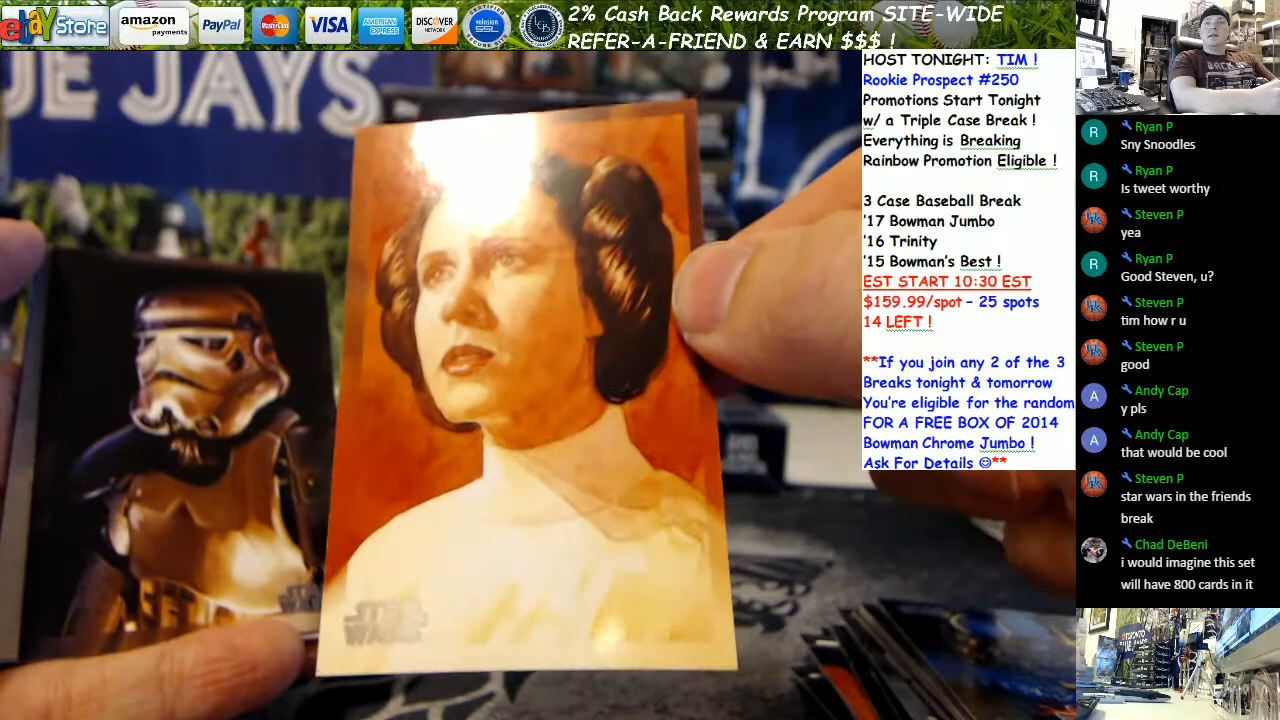 ebay Store
amazon
payments
PayPal
MasterCard
VISA
AMERICAN EXPRESS
DISCOVER
NETWORK
volusion
SSL
2% Cash Back Rewards Program SITE-WIDE
REFER-A-FRIEND & EARN $$$ !
JAYS
STAR
WARS
HOST TONIGHT: TIM !
Rookie Prospect #250
Promotions Start Tonight
w/ a Triple Case Break !
Everything is Breaking
Rainbow Promotion Eligible !
3 Case Baseball Break
'17 Bowman Jumbo
'16 Trinity
'15 Bowman's Best !
EST START 10:30 EST
$159.99/spot – 25 spots
14 LEFT !
**If you join any 2 of the 3
Breaks tonight & tomorrow
You're eligible for the random
FOR A FREE BOX OF 2014
Bowman Chrome Jumbo !
Ask For Details ☺**
R
Ryan P
Sny Snoodles
R
Ryan P
Is tweet worthy
Steven P
yea
R
Ryan P
Good Steven, u?
Steven P
tim how r u
Steven P
good
A
Andy Cap
y pls
A
Andy Cap
that would be cool
Steven P
star wars in the friends
break
Chad DeBeni
i would imagine this set
will have 800 cards in it